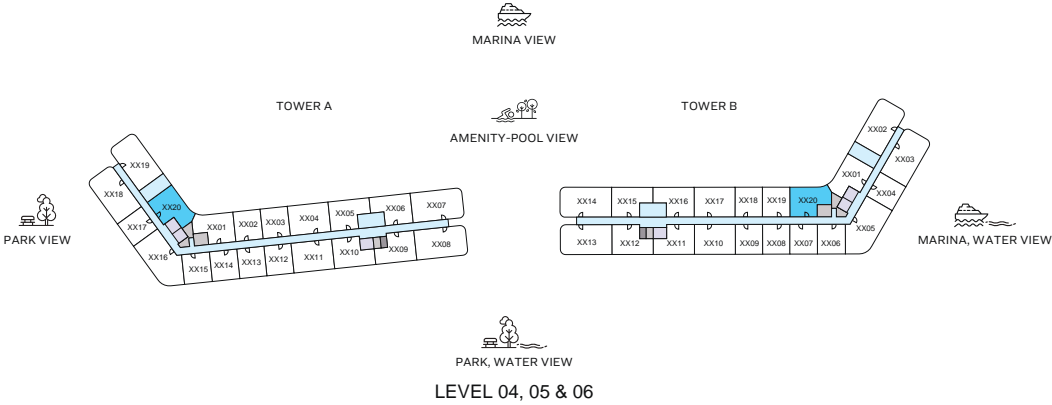 MARINA VIEW
TOWER A
TOWER B
AMENITY-POOL VIEW
XX19
XX18
XX20
XX17
XX16
XX01
XX02
XX03
XX04
XX05
XX06
XX07
XX15
XX14
XX13
XX12
XX11
XX10
XX09
XX08
XX02
XX03
XX01
XX04
XX14
XX15
XX16
XX17
XX18
XX19
XX20
XX05
XX13
XX12
XX11
XX10
XX09
XX08
XX07
XX06
PARK VIEW
MARINA, WATER VIEW
PARK, WATER VIEW
LEVEL 04, 05 & 06